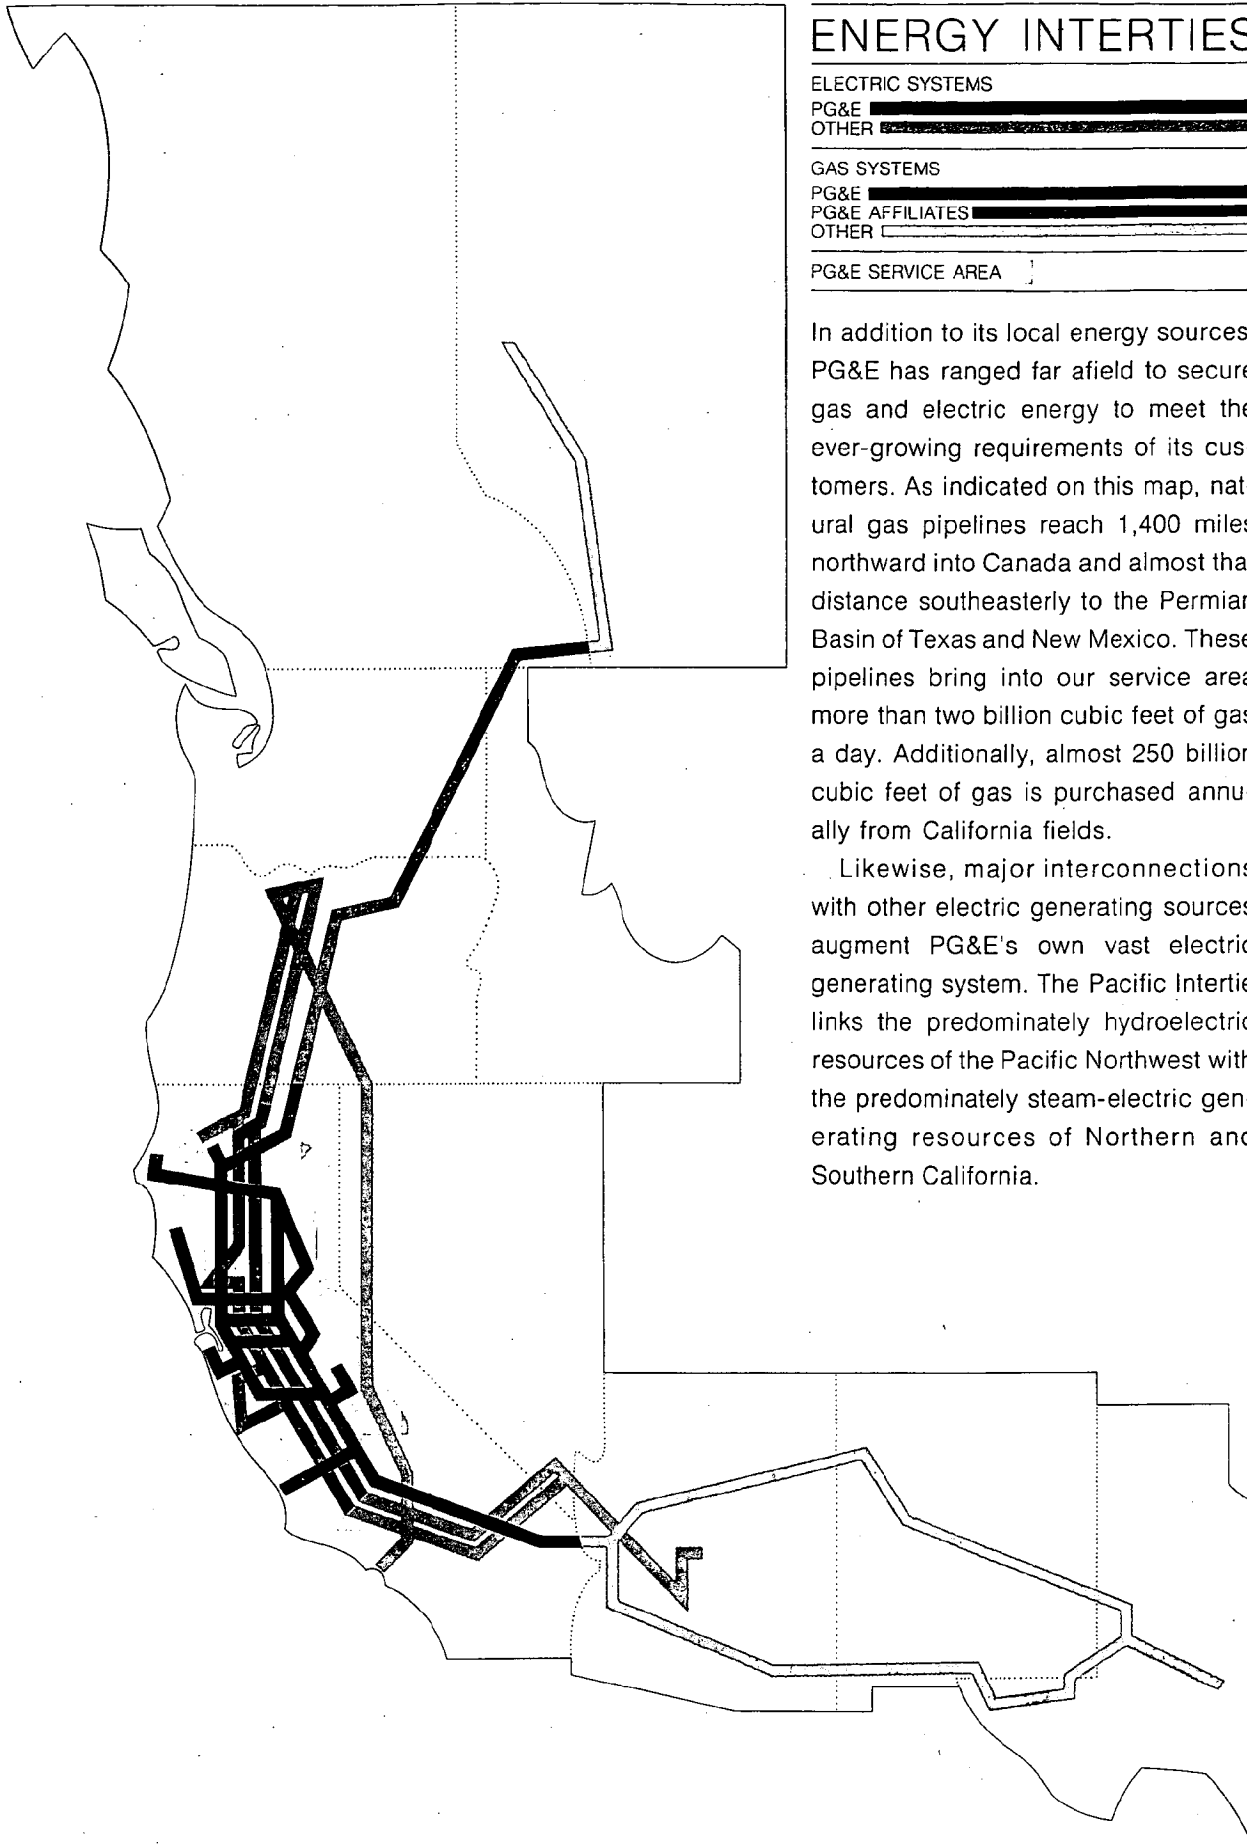 ENERGY INTERTIES
ELECTRIC SYSTEMS
PG&E
OTHER
GAS SYSTEMS
PG&E
PG&E AFFILIATES
OTHER
PG&E SERVICE AREA
In addition to its local energy sources
PG&E has ranged far afield to secure
gas and electric energy to meet the
ever-growing requirements of its cus
tomers. As indicated on this map, nat
ural gas pipelines reach 1,400 miles
northward into Canada and almost tha
distance southeasterly to the Permian
Basin of Texas and New Mexico. These
pipelines bring into our service area
more than two billion cubic feet of gas
a day. Additionally, almost 250 billion
cubic feet of gas is purchased annu
ally from California fields.
Likewise, major interconnections
with other electric generating sources
augment PG&E's own vast electric
generating system. The Pacific Intertie
links the predominately hydroelectric
resources of the Pacific Northwest with
the predominately steam-electric gen
erating resources of Northern and
Southern California.